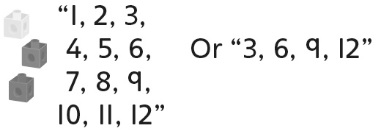 “1, 2, 3,
4, 5, 6,
7, 8, 9,
10, 11, 12”
Or “3, 6, 9, 12”